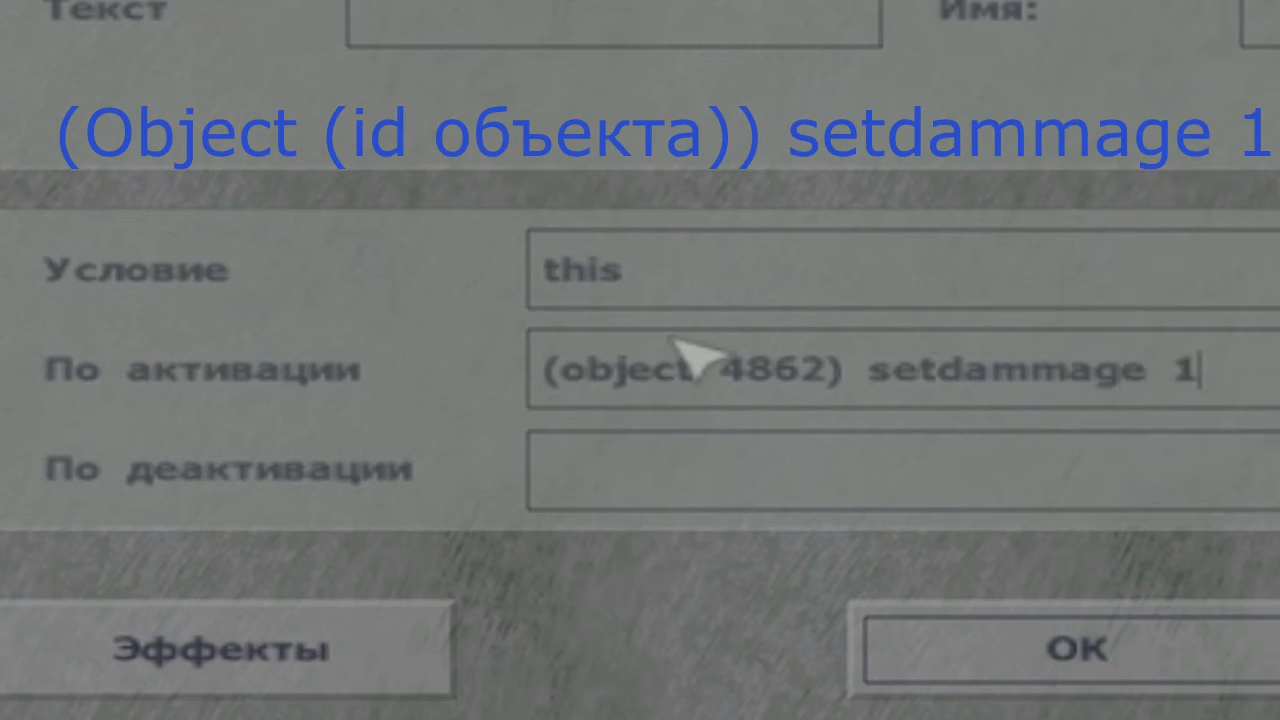 Текст Имя:
(Object (id объекта)) setdammage 1
Условие this
По активации (object 4862) setdammage 1
По деактивации
Эффекты OK